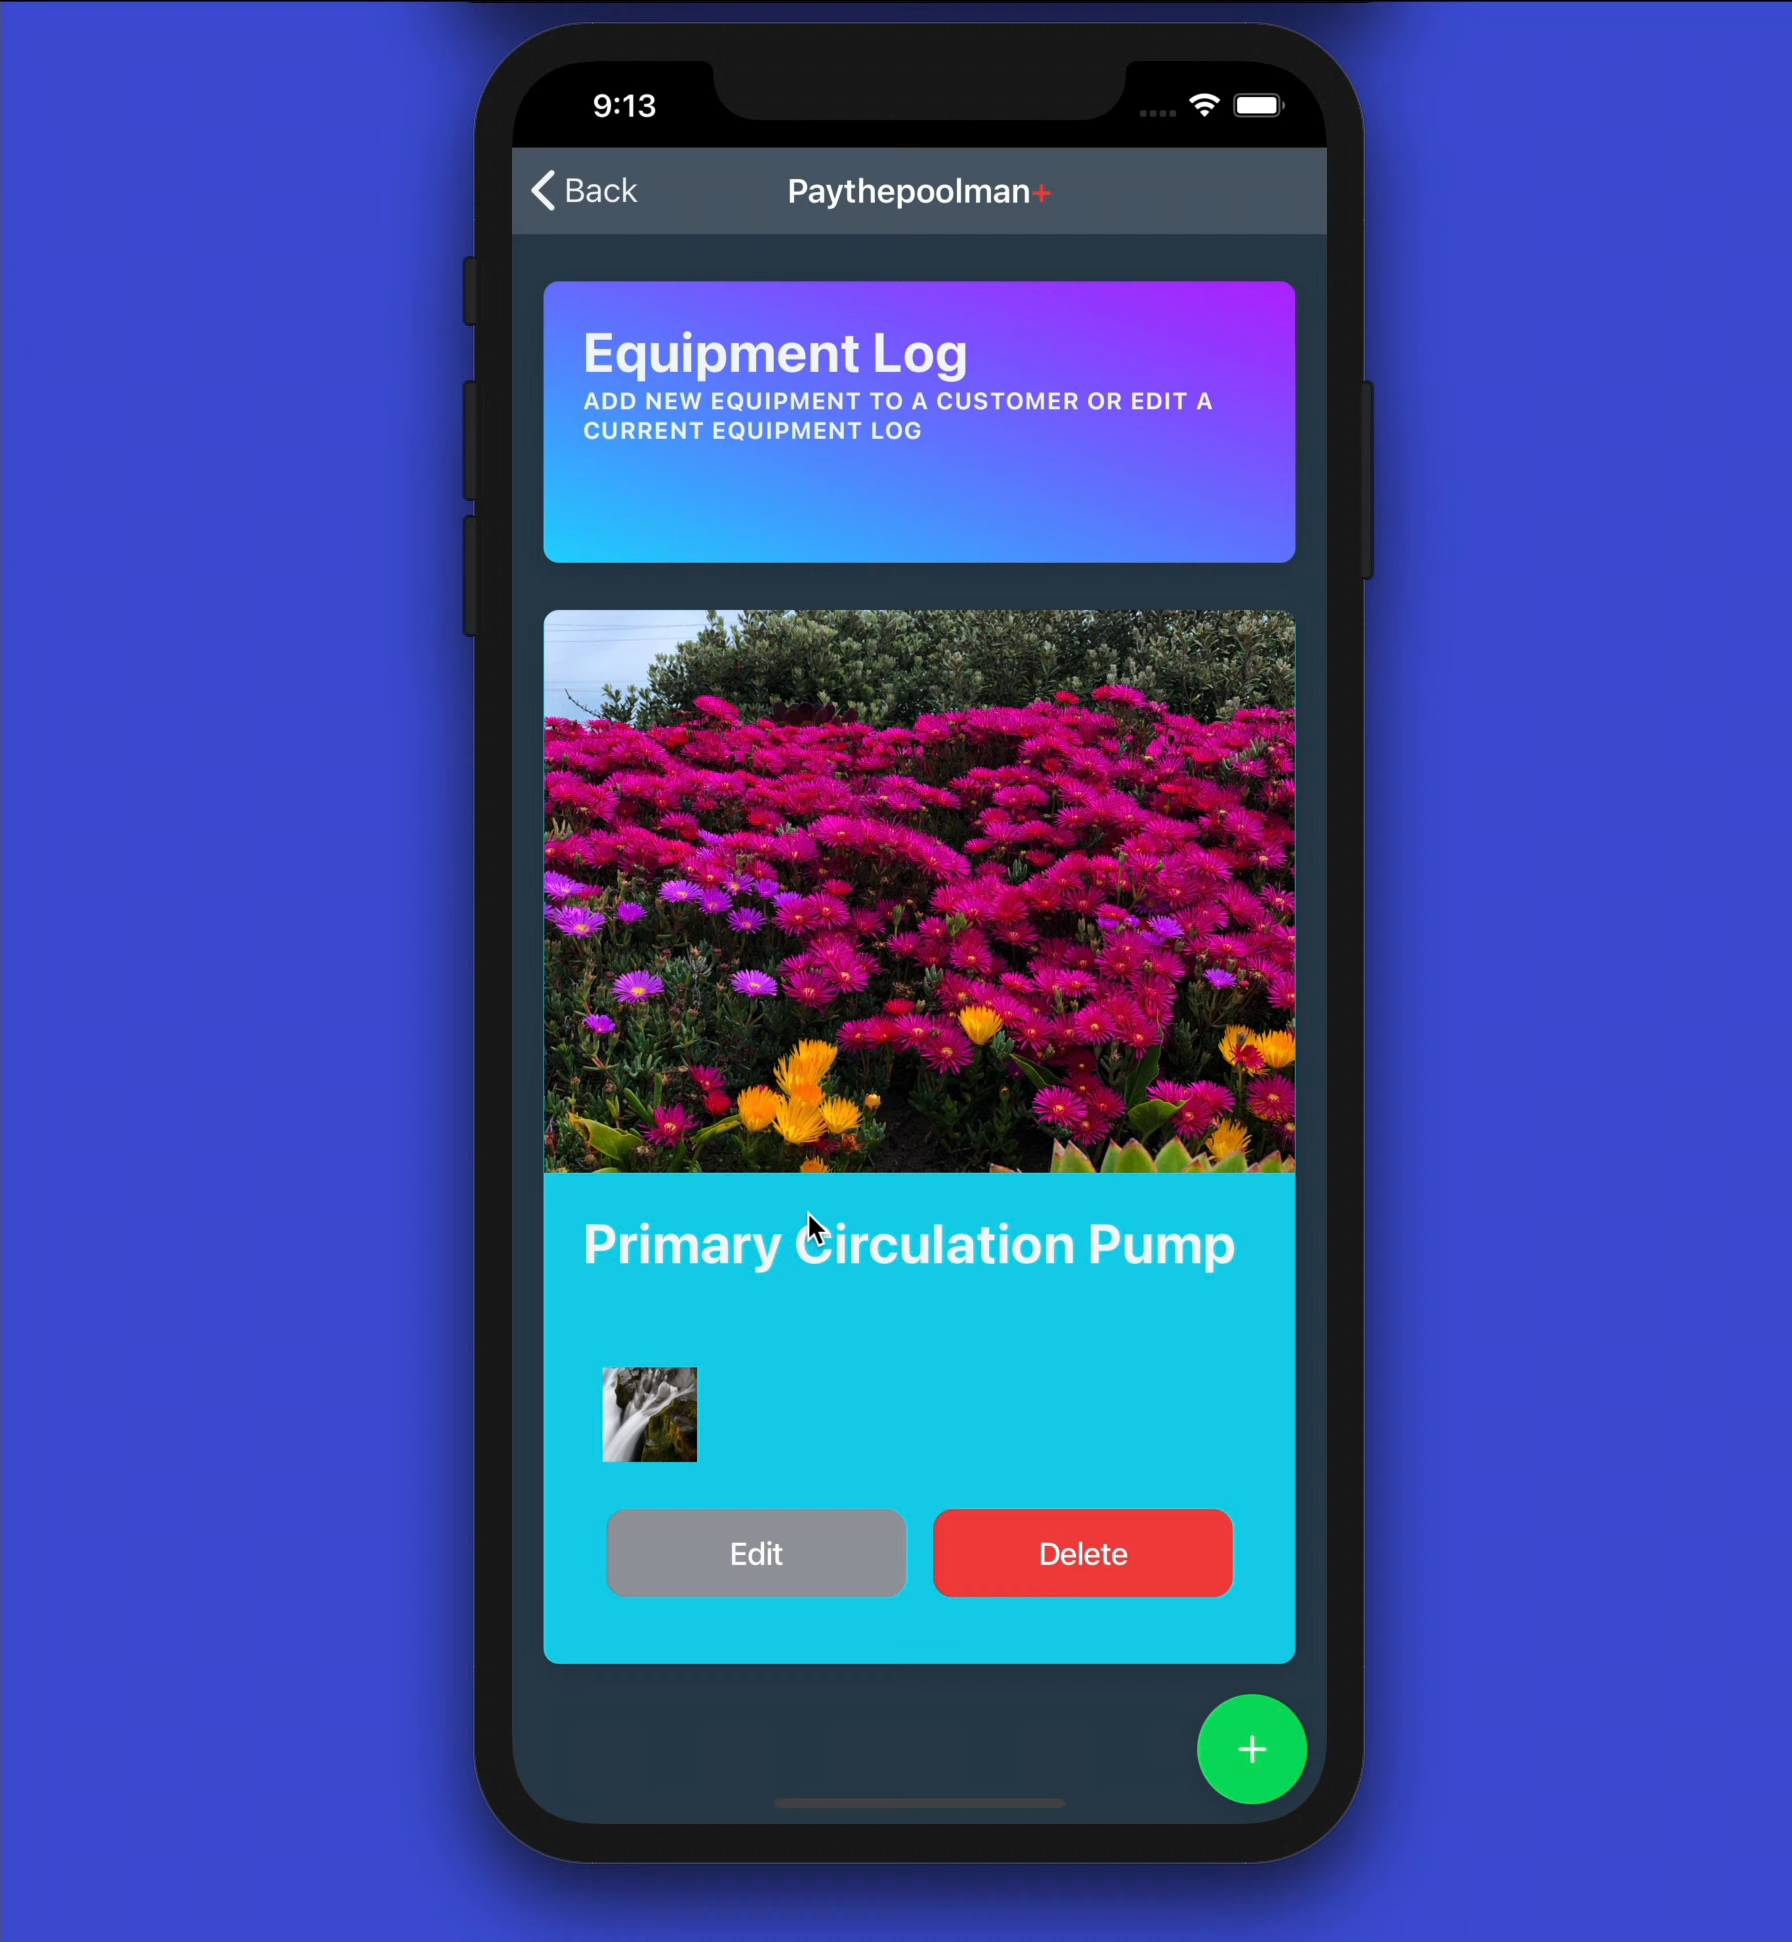 9:13
Back
Paythepoolman+
Equipment Log
ADD NEW EQUIPMENT TO A CUSTOMER OR EDIT A
CURRENT EQUIPMENT LOG
Primary Circulation Pump
Edit
Delete
+